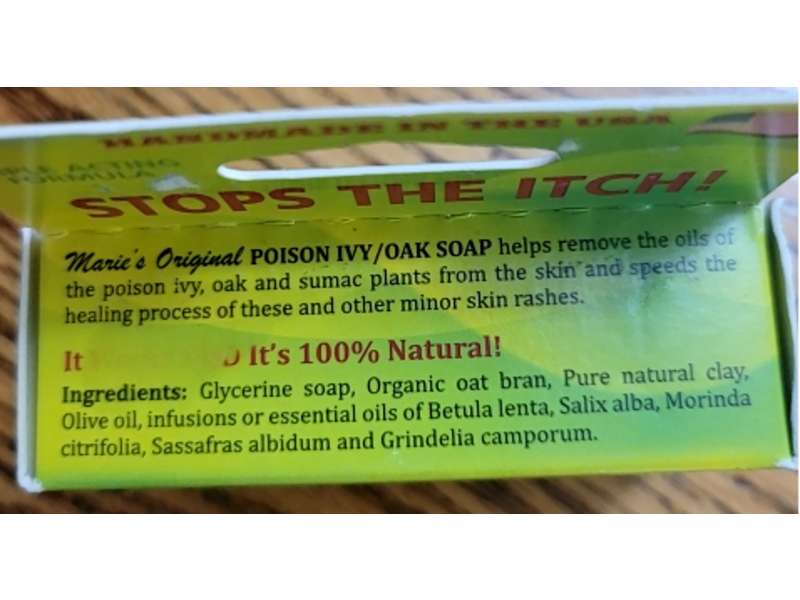 HANDMADE IN THE USA
ACTING
FORMULA
STOPS THE ITCH!
Marie's Original POISON IVY/OAK SOAP helps remove the oils of
the poison ivy, oak and sumac plants from the skin and speeds the
healing process of these and other minor skin rashes.
It It's 100% Natural!
Ingredients: Glycerine soap, Organic oat bran, Pure natural clay,
Olive oil, infusions or essential oils of Betula lenta, Salix alba, Morinda
citrifolia, Sassafras albidum and Grindelia camporum.